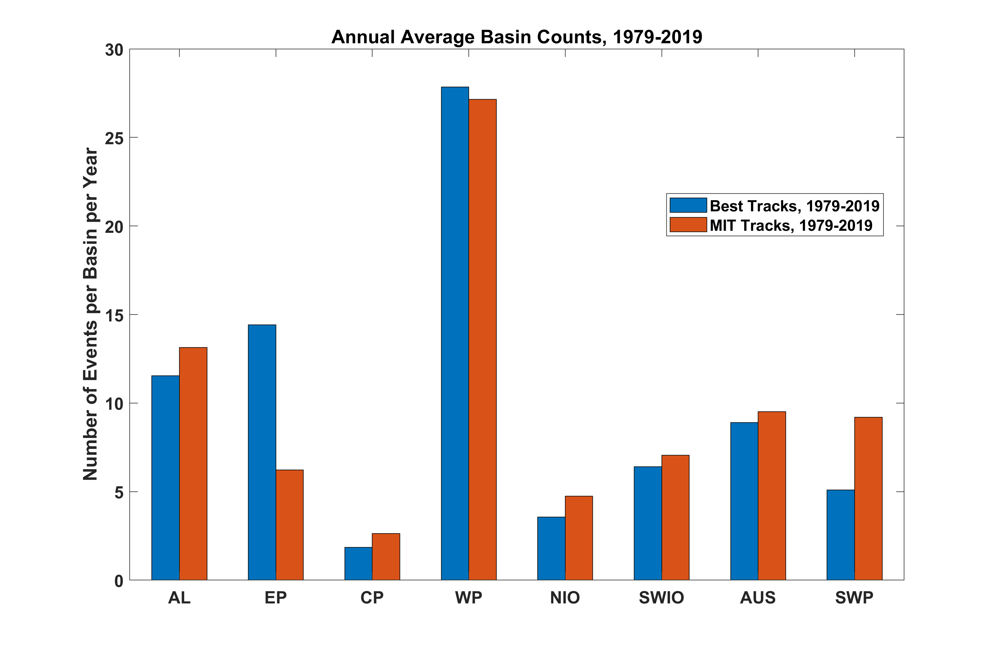 Annual Average Basin Counts, 1979-2019
Number of Events per Basin per Year
30
25
20
15
10
5
0
Best Tracks, 1979-2019
MIT Tracks, 1979-2019
AL EP CP WP NIO SWIO AUS SWP